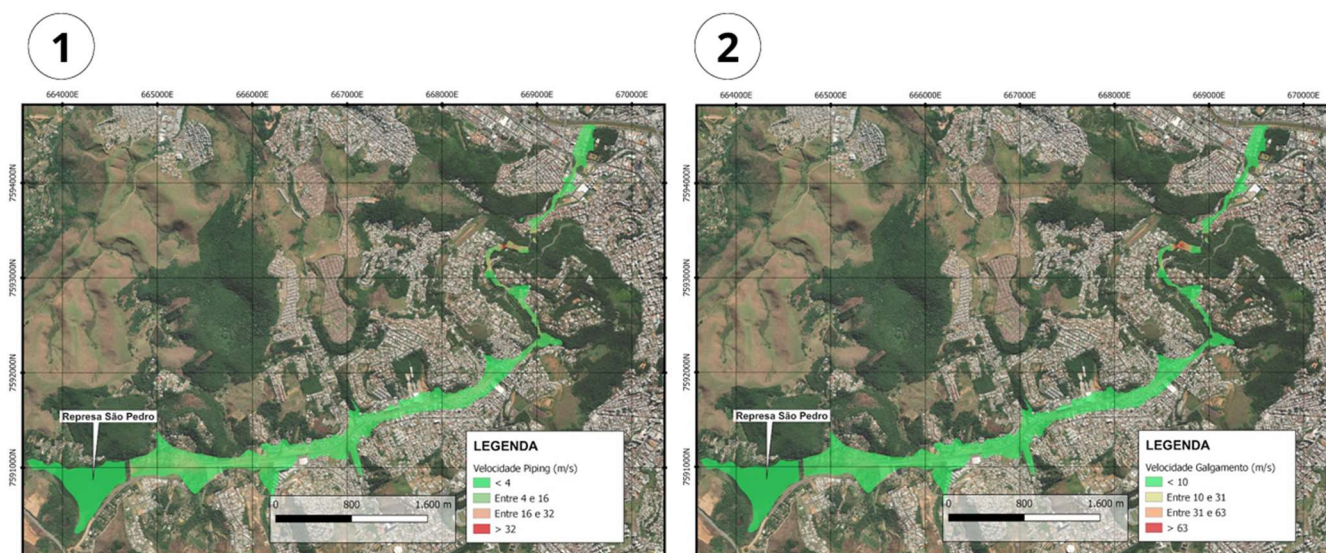 1
2
664000E 665000E 666000E 667000E 668000E 669000E 670000E
664000E 665000E 666000E 667000E 668000E 669000E 670000E
7594000N
7593000N
7592000N
7591000N
7594000N
7593000N
7592000N
7591000N
Represa São Pedro
Represa São Pedro
LEGENDA
Velocidade Piping (m/s)
< 4
Entre 4 e 16
Entre 16 e 32
> 32
0 800 1.600 m
LEGENDA
Velocidade Galgamento (m/s)
< 10
Entre 10 e 31
Entre 31 e 63
> 63
0 800 1.600 m